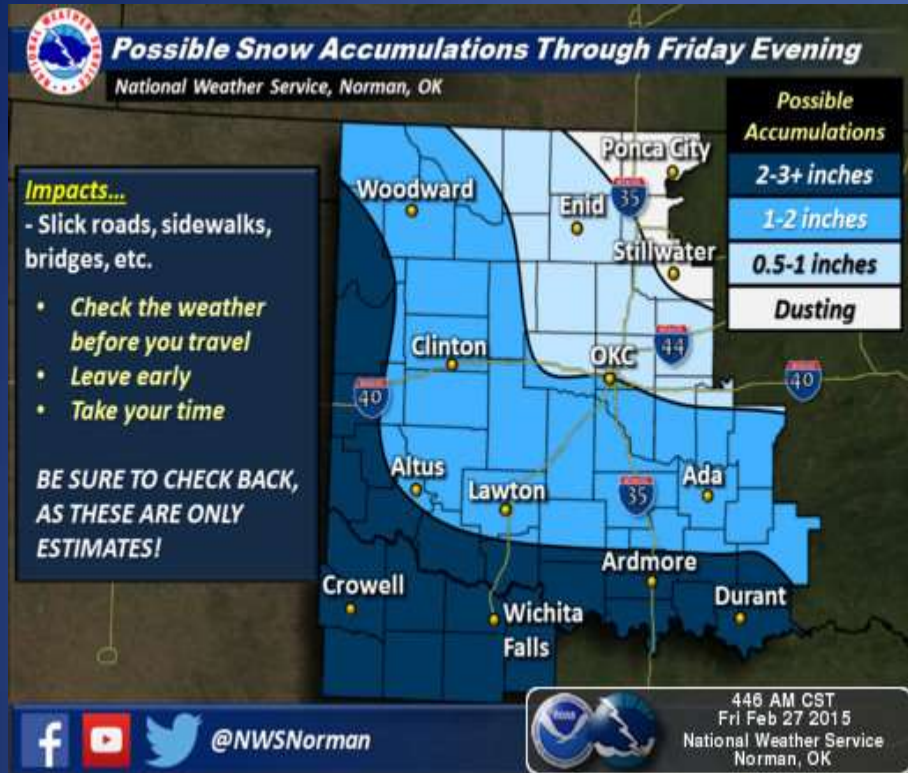 NATIONAL WEATHER SERVICE
Possible Snow Accumulations Through Friday Evening
National Weather Service, Norman, OK
Possible
Accumulations
2-3+ inches
1-2 inches
0.5-1 inches
Dusting
Impacts...
- Slick roads, sidewalks,
bridges, etc.
• Check the weather
before you travel
• Leave early
• Take your time
BE SURE TO CHECK BACK,
AS THESE ARE ONLY
ESTIMATES!
Ponca City
Woodward
35
Enid
Stillwater
44
Clinton
OKC
40
40
Altus
Lawton
35
Ada
Ardmore
Crowell
Durant
Wichita
Falls
@NWSNorman
446 AM CST
Fri Feb 27 2015
National Weather Service
Norman, OK